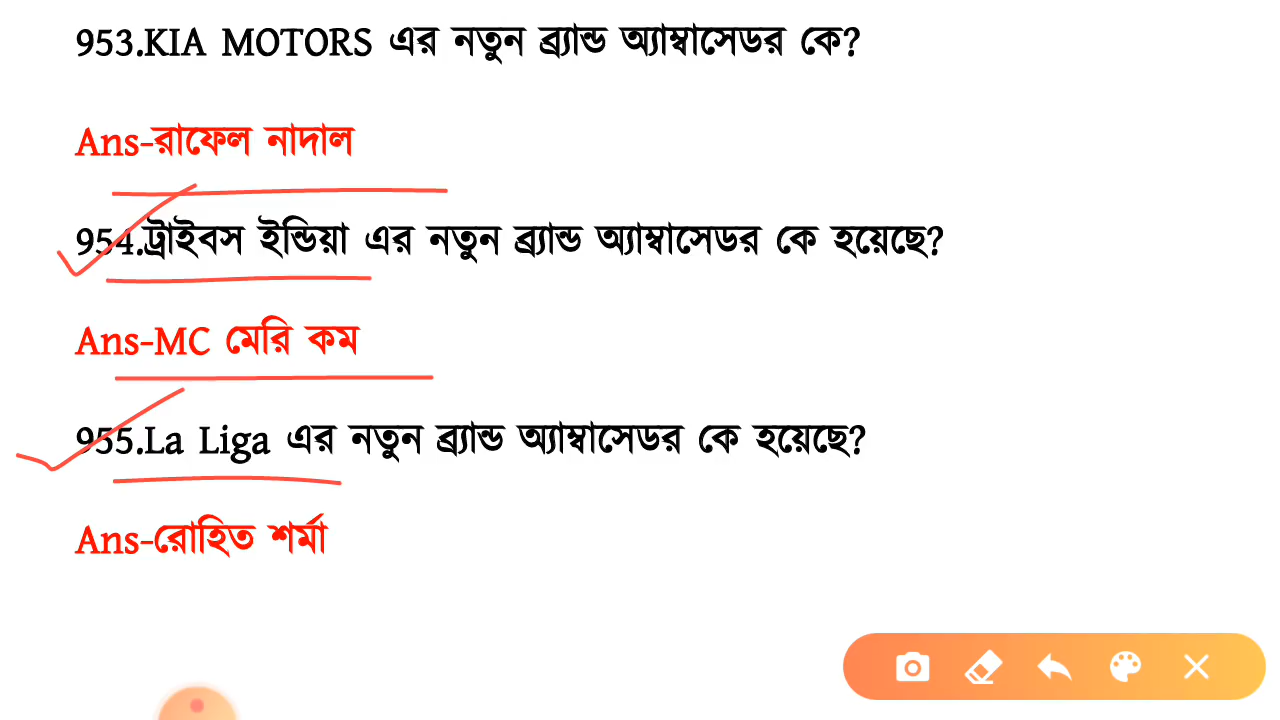 953.KIA MOTORS এর নতুন ব্র্যান্ড অ্যাম্বাসেডর কে?
Ans-রাফেল নাদাল
954.ট্রাইবস ইন্ডিয়া এর নতুন ব্র্যান্ড অ্যাম্বাসেডর কে হয়েছে?
Ans-MC মেরি কম
955.La Liga এর নতুন ব্র্যান্ড অ্যাম্বাসেডর কে হয়েছে?
Ans-রোহিত শর্মা